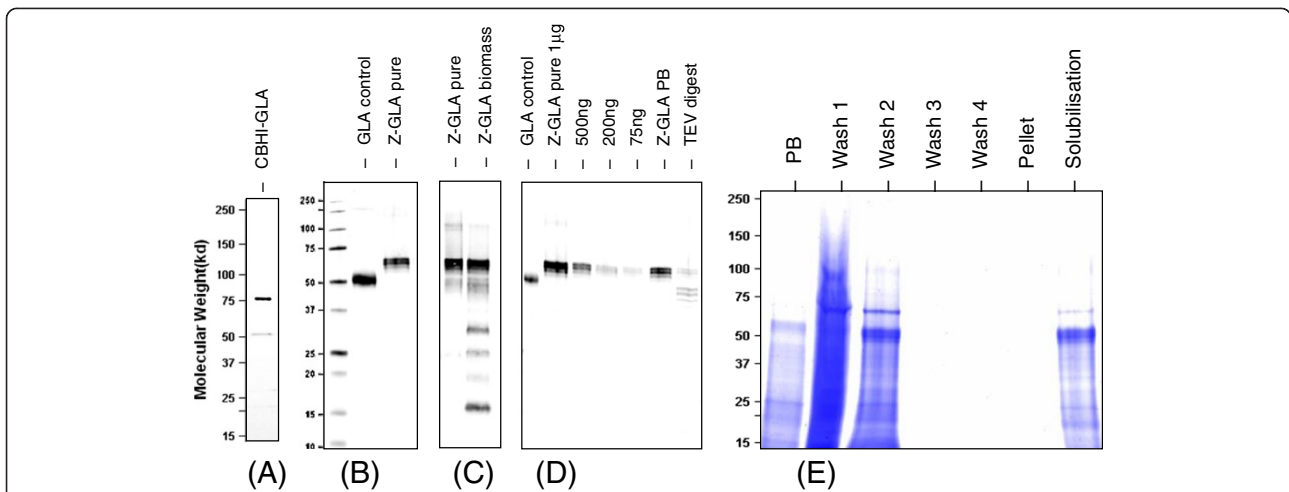 – CBHI-GLA
– GLA control
– Z-GLA pure
– Z-GLA pure
– Z-GLA biomass
– GLA control
– Z-GLA pure 1µg
– 500ng
– 200ng
– 75ng
– Z-GLA PB
– TEV digest
PB
Wash 1
Wash 2
Wash 3
Wash 4
Pellet
Solubilisation
Molecular Weight(kd)
250
150
100
75
50
37
25
15
250
100
75
50
37
25
20
15
10
250
150
100
75
50
37
25
15
(A)
(B)
(C)
(D)
(E)